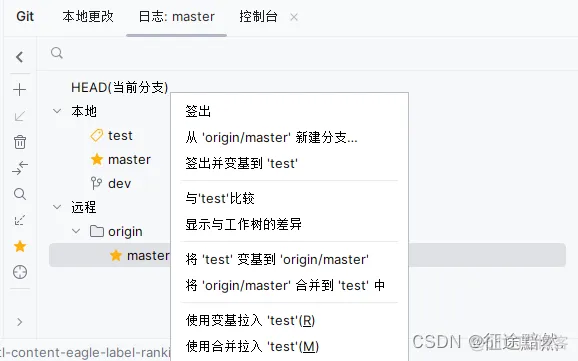 Git 本地更改 日志: master 控制台
HEAD(当前分支)
本地
test
master
dev
远程
origin
master
签出
从 'origin/master' 新建分支...
签出并变基到 'test'
与'test'比较
显示与工作树的差异
将 'test' 变基到 'origin/master'
将 'origin/master' 合并到 'test' 中
使用变基拉入 'test'(R)
使用合并拉入 'test'(M)
CSDN @征途黯然.
tl-content-eagle-label-ranki